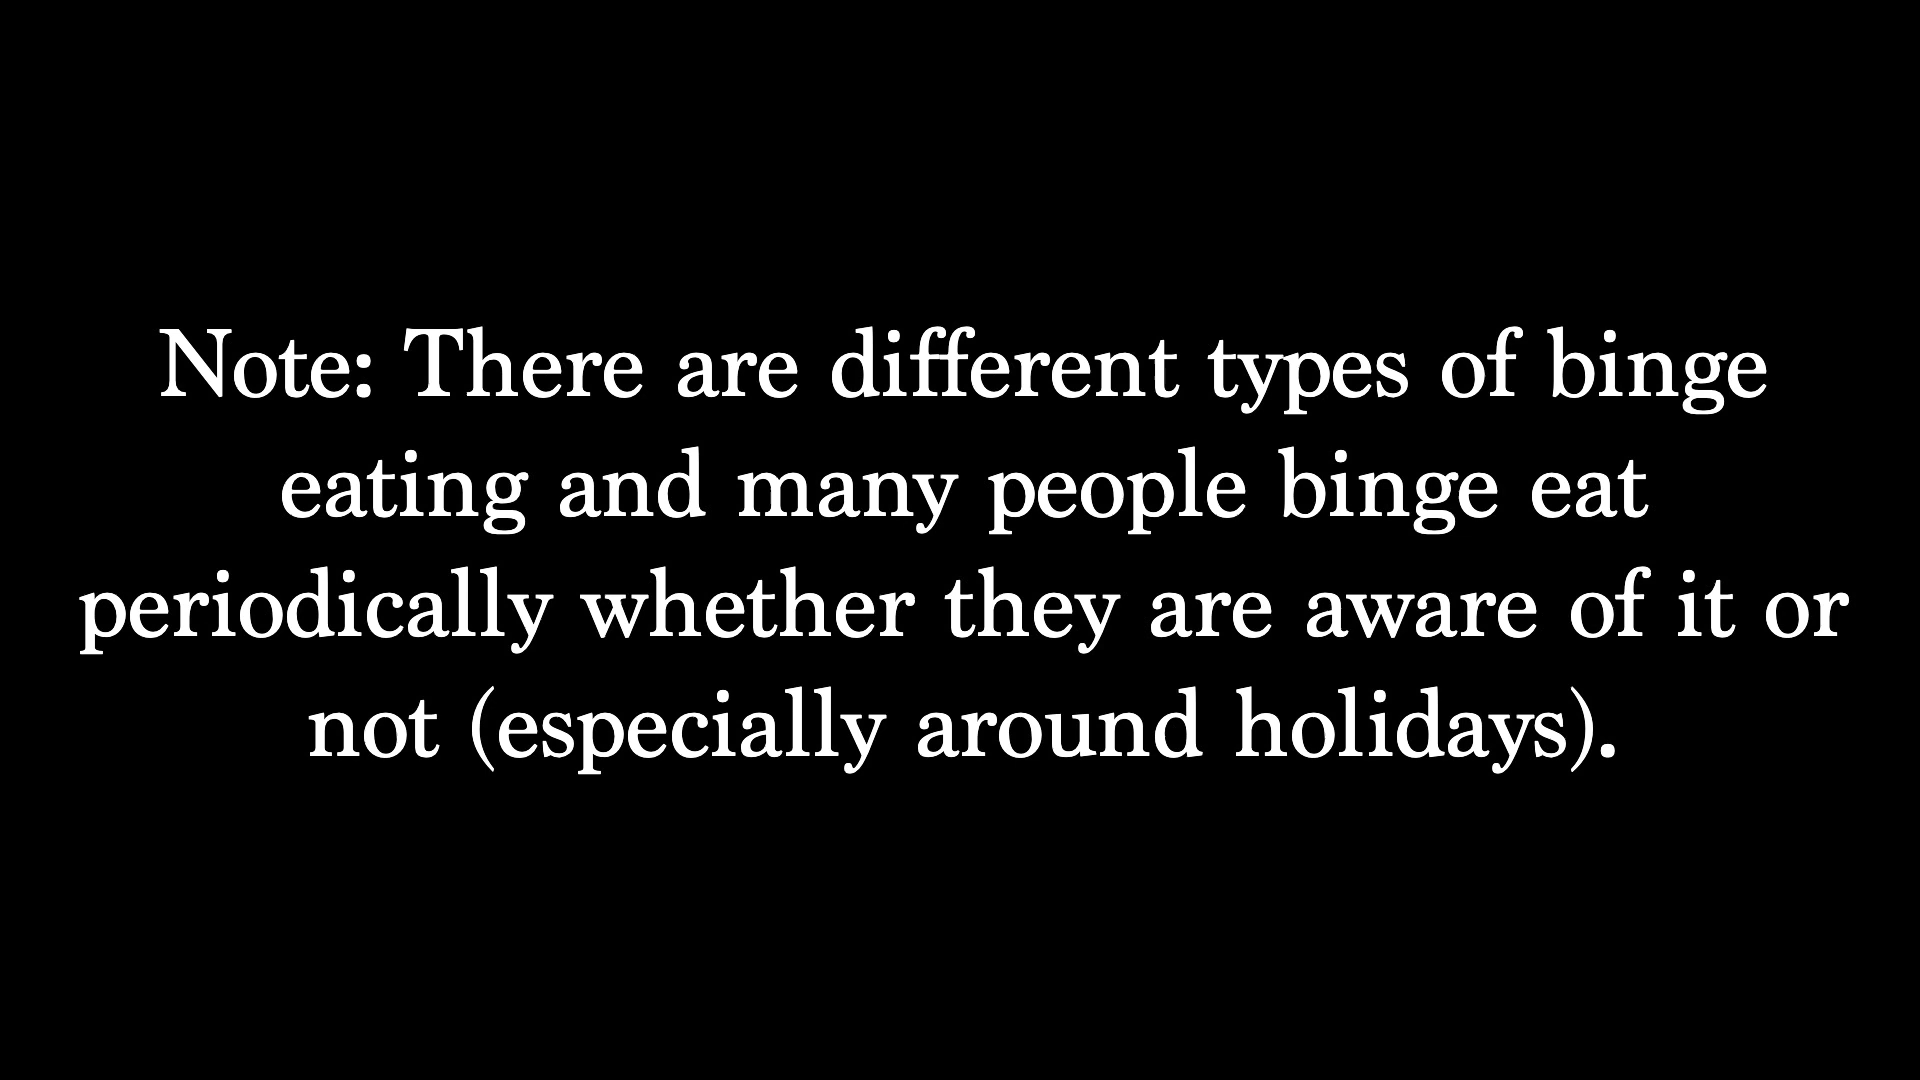 Note: There are different types of binge
eating and many people binge eat
periodically whether they are aware of it or
not (especially around holidays).